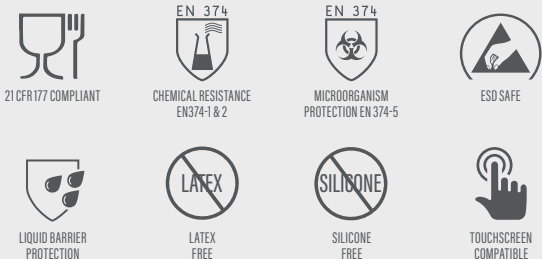 EN 374
EN 374
21 CFR 177 COMPLIANT
CHEMICAL RESISTANCE
EN374-1 & 2
MICROORGANISM
PROTECTION EN 374-5
ESD SAFE
LATEX
SILICONE
LIQUID BARRIER
PROTECTION
LATEX
FREE
SILICONE
FREE
TOUCHSCREEN
COMPATIBLE